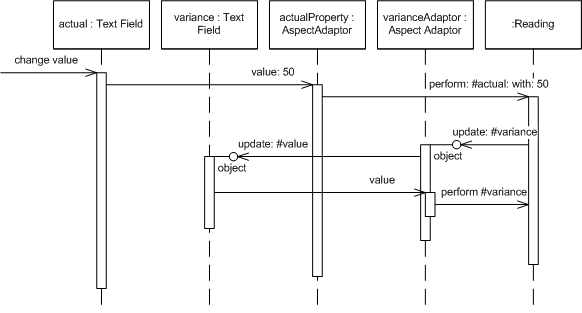 actual : Text Field
variance : Text
Field
actualProperty :
AspectAdaptor
varianceAdaptor :
Aspect Adaptor
:Reading
change value
value: 50
perform: #actual: with: 50
update: #variance
object
update: #value
object
value
perform #variance